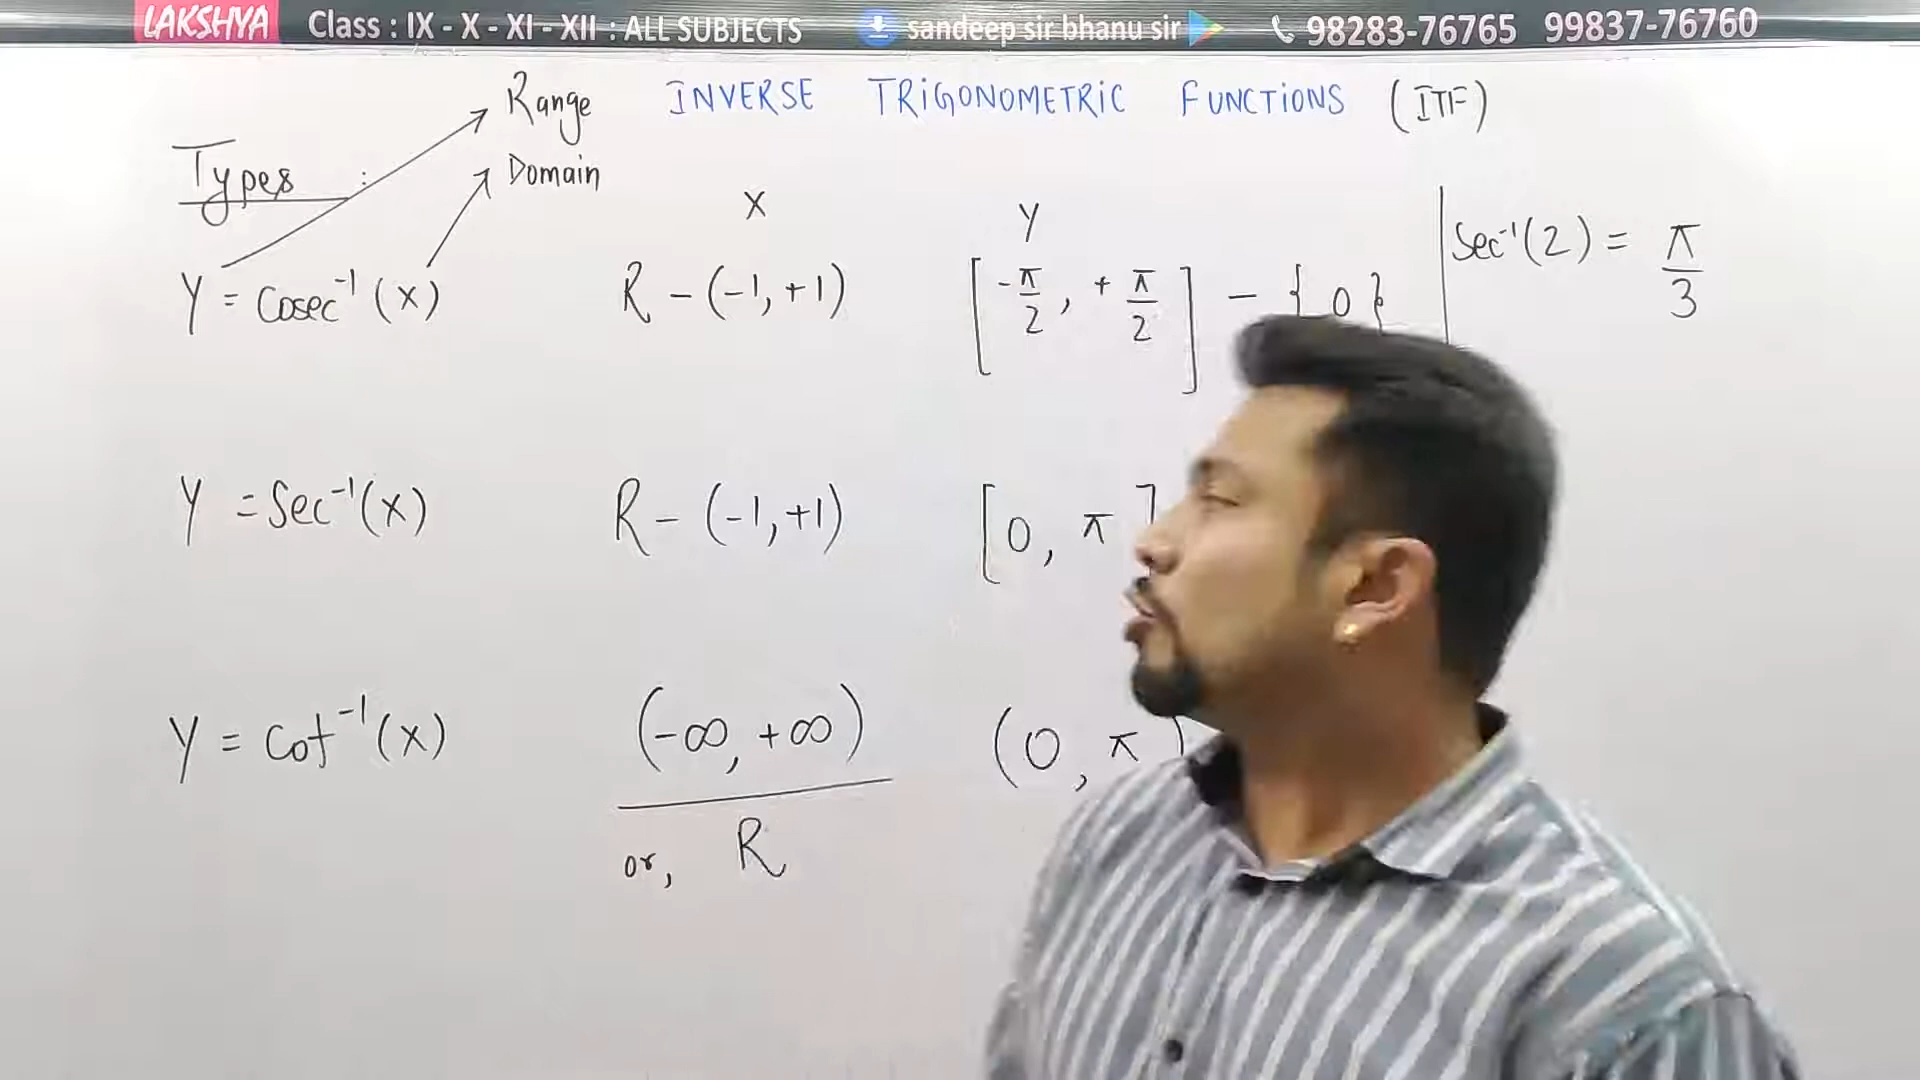 LAKSHYA Class : IX - X - XI - XII : ALL SUBJECTS sandeep sir bhanu sir 98283-76765 99837-76760
Range INVERSE TRIGONOMETRIC FUNCTIONS (ITF)
Types : Domain
X Y
Y = Cosec⁻¹ (x) R - (-1, +1) [-π/2, +π/2] - {0} Sec⁻¹(2) = π/3
Y = Sec⁻¹(x) R - (-1, +1) [0, π]
Y = Cot⁻¹(x) (-∞, +∞) (0, π)
or, R